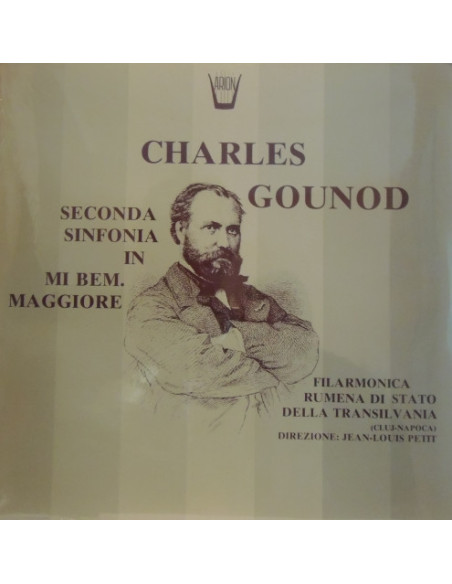 ARION
CHARLES
GOUNOD
SECONDA
SINFONIA
IN
MI BEM.
MAGGIORE
FILARMONICA
RUMENA DI STATO
DELLA TRANSILVANIA
(CLUJ-NAPOCA)
DIREZIONE: JEAN-LOUIS PETIT